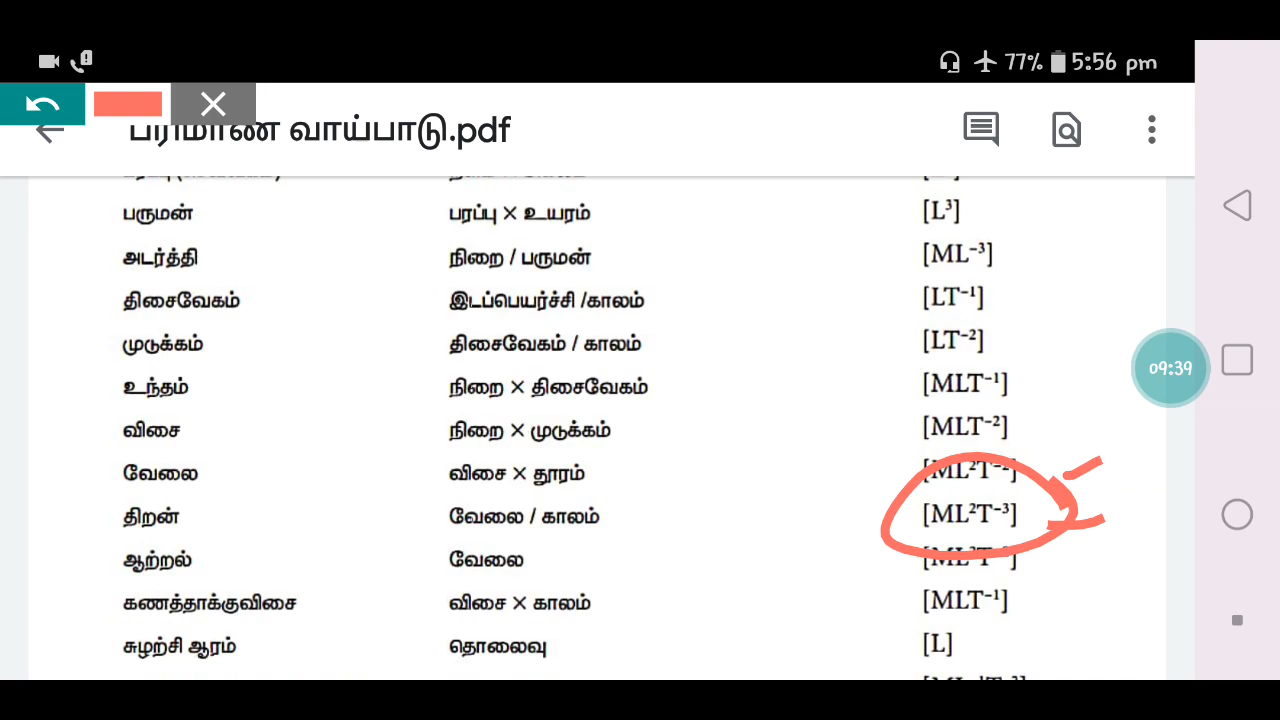 77% 5:56 pm
பரிமாண வாய்பாடு.pdf
பருமன் பரப்பு × உயரம் [L³]
அடர்த்தி நிறை / பருமன் [ML⁻³]
திசைவேகம் இடப்பெயர்ச்சி /காலம் [LT⁻¹]
முடுக்கம் திசைவேகம் / காலம் [LT⁻²]
09:39
உந்தம் நிறை × திசைவேகம் [MLT⁻¹]
விசை நிறை × முடுக்கம் [MLT⁻²]
வேலை விசை × தூரம் [ML²T⁻²]
திறன் வேலை / காலம் [ML²T⁻³]
ஆற்றல் வேலை
கணத்தாக்குவிசை விசை × காலம் [MLT⁻¹]
சுழற்சி ஆரம் தொலைவு [L]